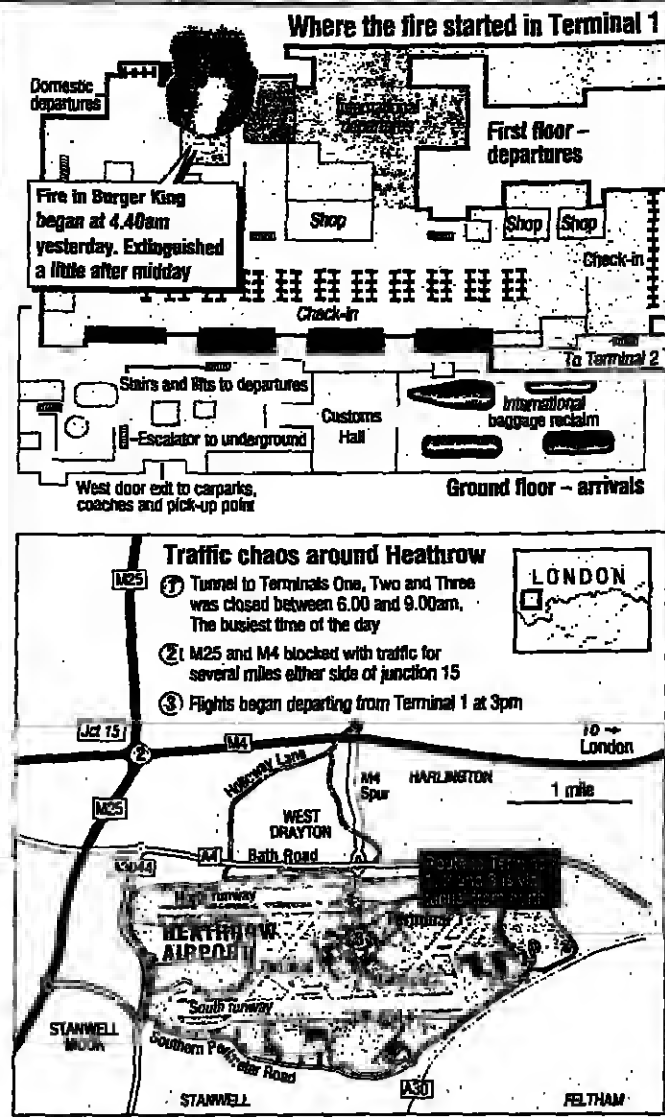 Where the fire started in Terminal 1
Domestic
departures
International
departures
First floor –
departures
Fire in Burger King
began at 4.40am
yesterday. Extinguished
a little after midday
Shop
Shop
Shop
Check-in
Check-in
To Terminal 2
Stairs and lifts to departures
Escalator to underground
Customs
Hall
International
baggage reclaim
West door exit to carparks,
coaches and pick-up point
Ground floor – arrivals
Traffic chaos around Heathrow
1 Tunnel to Terminals One, Two and Three
was closed between 6.00 and 9.00am,
The busiest time of the day
2 M25 and M4 blocked with traffic for
several miles either side of junction 15
3 Flights began departing from Terminal 1 at 3pm
LONDON
M25
Jct 15
2
M4
To →
London
Holloway Lane
M4
Spur
HARLINGTON
1 mile
M25
WEST
DRAYTON
A4
Bath Road
A3044
runway
Terminal 1
HEATHROW
AIRPORT
South runway
STANWELL
MOOR
Southern Perimeter Road
STANWELL
A30
FELTHAM